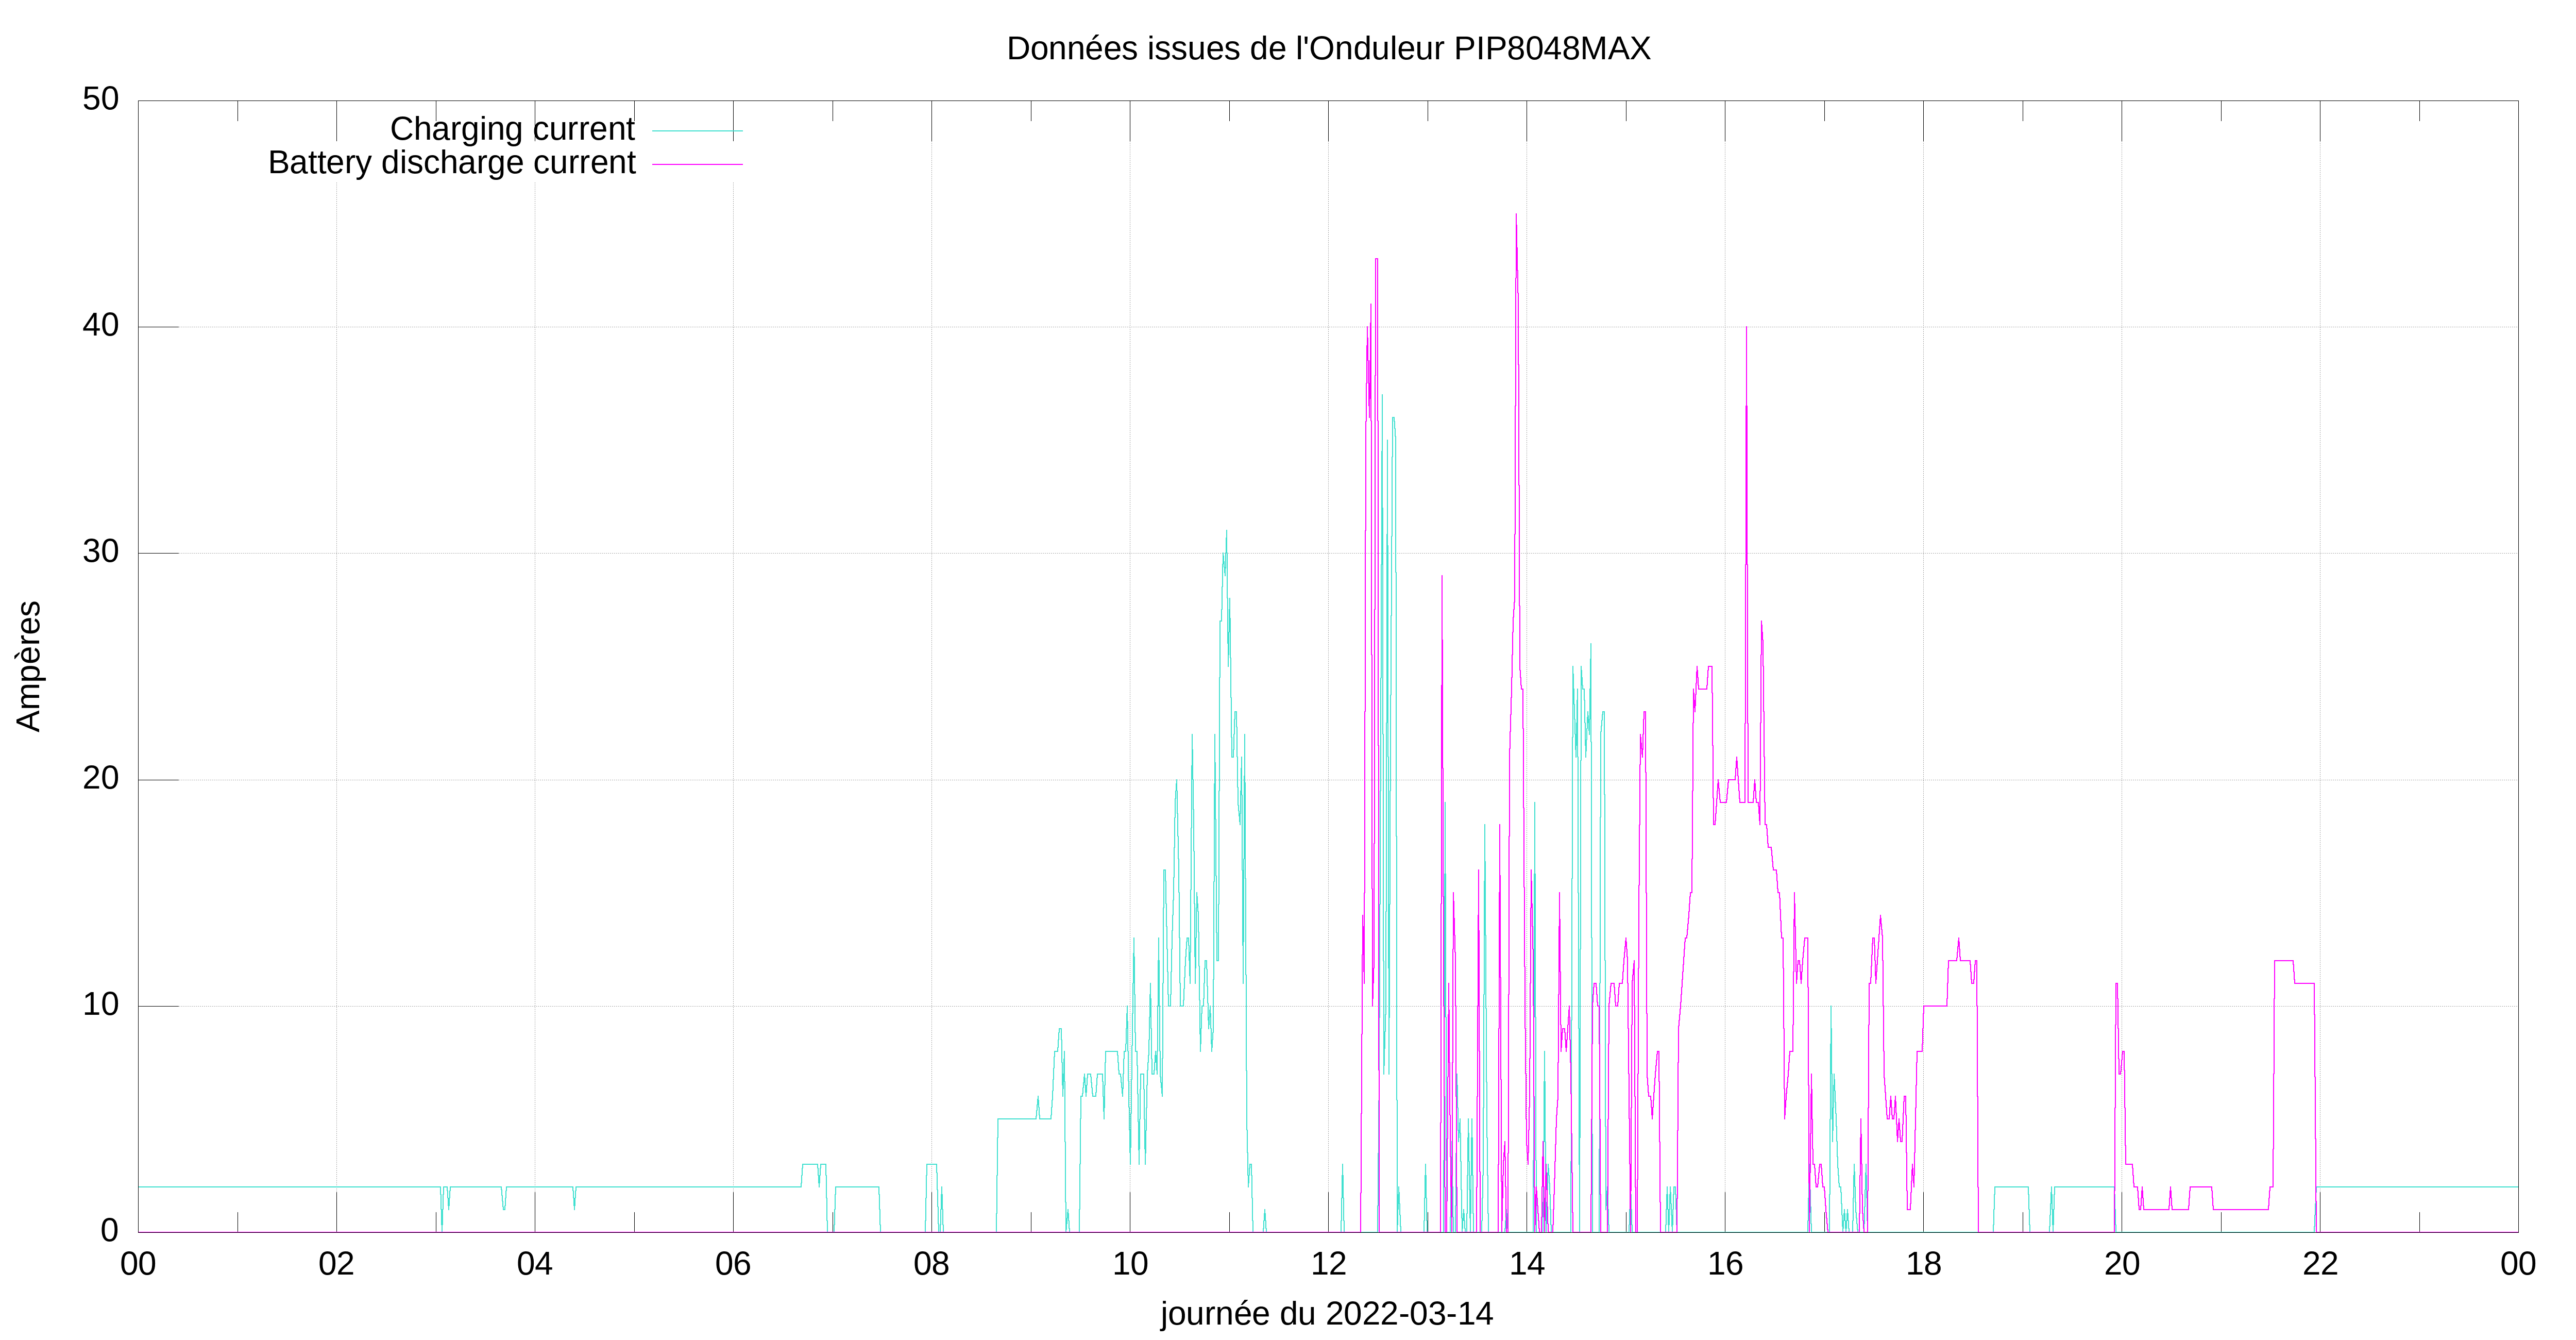 Données issues de l'Onduleur PIP8048MAX
Charging current
Battery discharge current
50
40
30
20
10
0
Ampères
00 02 04 06 08 10 12 14 16 18 20 22 00
journée du 2022-03-14